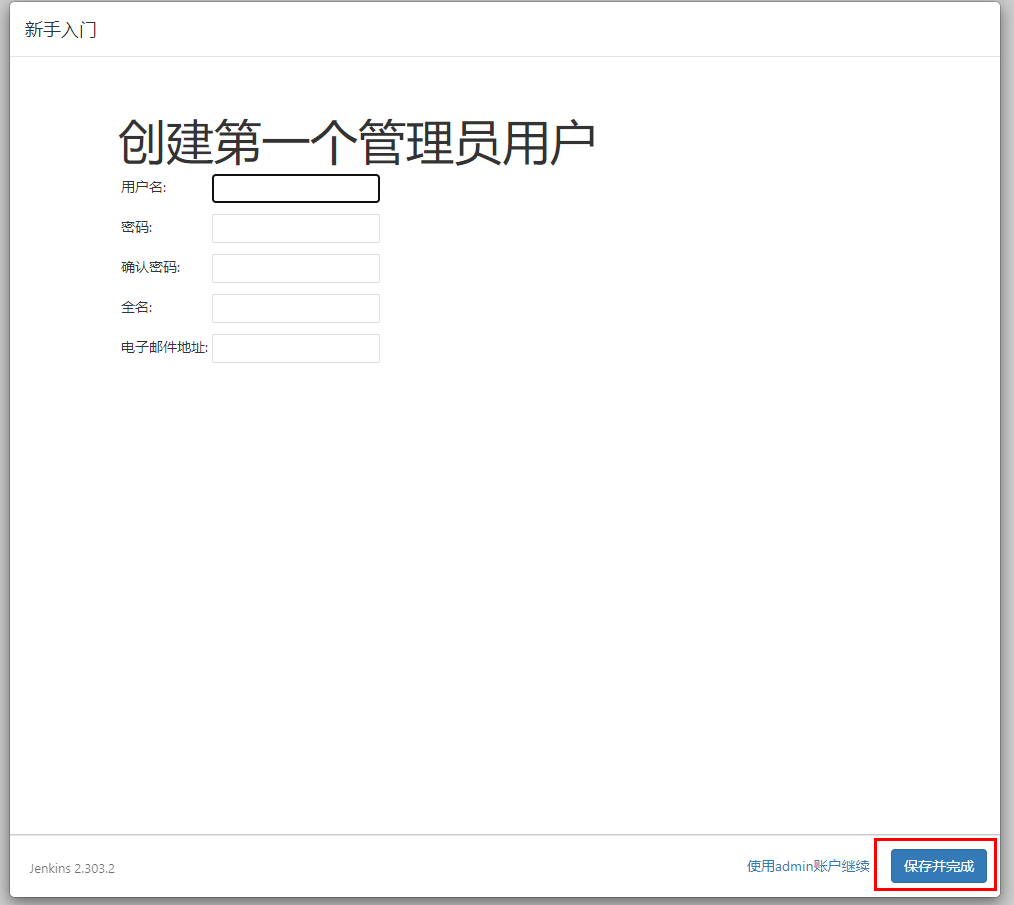 新手入门
创建第一个管理员用户
用户名:
密码:
确认密码:
全名:
电子邮件地址:
Jenkins 2.303.2
使用admin账户继续
保存并完成